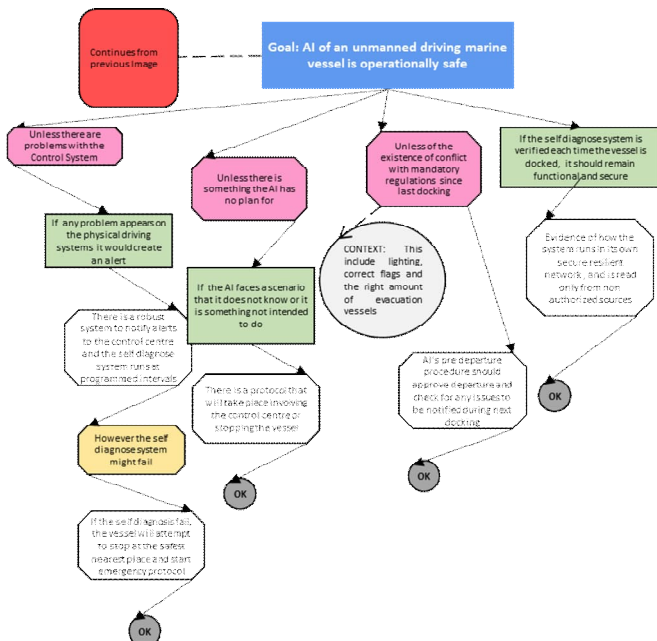 Continues from
previous Image
Goal: AI of an unmanned driving marine
vessel is operationally safe
Unless there are
problems with the
Control System
Unless there is
something the AI has
no plan for
Unless of the
existence of conflict
with mandatory
regulations since
last docking
If the self diagnose system is
verified each time the vessel is
docked, it should remain
functional and secure
If any problem appears on
the physical driving
systems it would create
an alert
CONTEXT: This
include lighting,
correct flags and
the right amount
of evacuation
vessels
Evidence of how the
system runs in its own
secure resilient
network, and is read
only from non
authorized sources
If the AI faces a scenario
that it does not know or it
is something not intended
to do
There is a robust
system to notify alerts
to the control centre
and the self diagnose
system runs at
programmed intervals
There is a protocol that
will take place involving
the control centre or
stopping the vessel
AI's pre departure
procedure should
approve departure and
check for any issues to
be notified during next
docking
OK
However the self
diagnose system
might fail
OK
OK
If the self diagnosis fail,
the vessel will attempt
to stop at the safest
nearest place and start
emergency protocol
OK